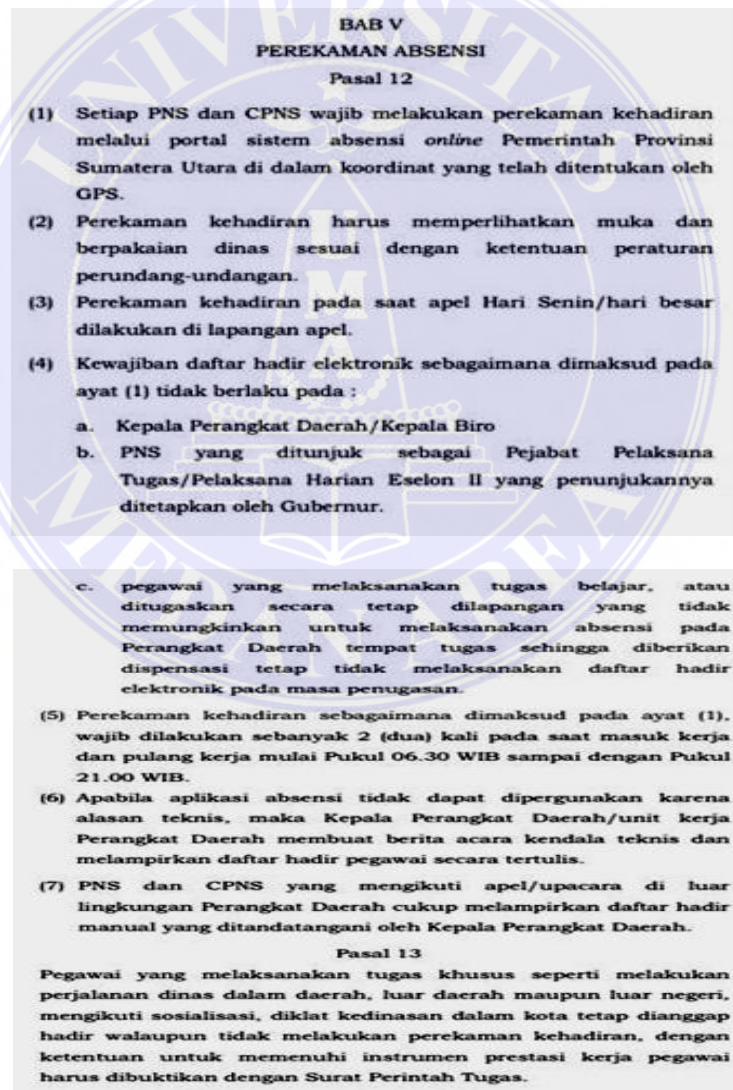 BAB V
PEREKAMAN ABSENSI
Pasal 12
(1) Setiap PNS dan CPNS wajib melakukan perekaman kehadiran
melalui portal sistem absensi online Pemerintah Provinsi
Sumatera Utara di dalam koordinat yang telah ditentukan oleh
GPS.
(2) Perekaman kehadiran harus memperlihatkan muka dan
berpakaian dinas sesuai dengan ketentuan peraturan
perundang-undangan.
(3) Perekaman kehadiran pada saat apel Hari Senin/hari besar
dilakukan di lapangan apel.
(4) Kewajiban daftar hadir elektronik sebagaimana dimaksud pada
ayat (1) tidak berlaku pada :
a. Kepala Perangkat Daerah/Kepala Biro
b. PNS yang ditunjuk sebagai Pejabat Pelaksana
Tugas/Pelaksana Harian Eselon II yang penunjukannya
ditetapkan oleh Gubernur.
c. pegawai yang melaksanakan tugas belajar, atau
ditugaskan secara tetap dilapangan yang tidak
memungkinkan untuk melaksanakan absensi pada
Perangkat Daerah tempat tugas sehingga diberikan
dispensasi tetap tidak melaksanakan daftar hadir
elektronik pada masa penugasan.
(5) Perekaman kehadiran sebagaimana dimaksud pada ayat (1),
wajib dilakukan sebanyak 2 (dua) kali pada saat masuk kerja
dan pulang kerja mulai Pukul 06.30 WIB sampai dengan Pukul
21.00 WIB.
(6) Apabila aplikasi absensi tidak dapat dipergunakan karena
alasan teknis, maka Kepala Perangkat Daerah/unit kerja
Perangkat Daerah membuat berita acara kendala teknis dan
melampirkan daftar hadir pegawai secara tertulis.
(7) PNS dan CPNS yang mengikuti apel/upacara di luar
lingkungan Perangkat Daerah cukup melampirkan daftar hadir
manual yang ditandatangani oleh Kepala Perangkat Daerah.
Pasal 13
Pegawai yang melaksanakan tugas khusus seperti melakukan
perjalanan dinas dalam daerah, luar daerah maupun luar negeri,
mengikuti sosialisasi, diklat kedinasan dalam kota tetap dianggap
hadir walaupun tidak melakukan perekaman kehadiran, dengan
ketentuan untuk memenuhi instrumen prestasi kerja pegawai
harus dibuktikan dengan Surat Perintah Tugas.
UNIVERSITAS
UMA
MEDAN AREA